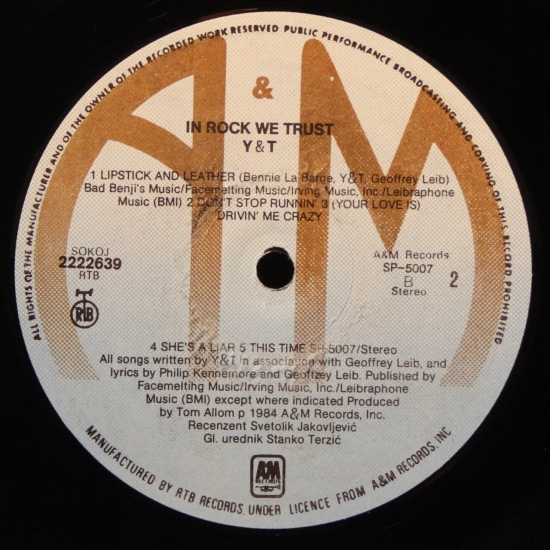 ALL RIGHTS OF THE MANUFACTURER AND OF THE OWNER OF THE RECORDED WORK RESERVED PUBLIC PERFORMANCE BROADCASTING AND COPYING OF THIS RECORD PROHIBITED
A & M
IN ROCK WE TRUST
Y&T
1 LIPSTICK AND LEATHER (Bennie La Barge, Y&T, Geoffrey Leib)
Bad Benji's Music/Facemelting Music/Irving Music, Inc./Leibraphone
Music (BMI) 2 DON'T STOP RUNNIN' 3 (YOUR LOVE IS)
DRIVIN' ME CRAZY
SOKOJ
2222639
RTB
RTB
A&M Records
SP-5007
B
Stereo
2
4 SHE'S A LIAR 5 THIS TIME SP-5007/Stereo
All songs written by Y&T in association with Geoffrey Leib, and
lyrics by Philip Kennemore and Geoffrey Leib. Published by
Facemelting Music/Irving Music, Inc./Leibraphone
Music (BMI) except where indicated Produced
by Tom Allom p 1984 A&M Records, Inc.
Recenzent Svetolik Jakovljević
Gl. urednik Stanko Terzić
A&M
RECORDS
MANUFACTURED BY RTB RECORDS UNDER LICENCE FROM A&M RECORDS, INC